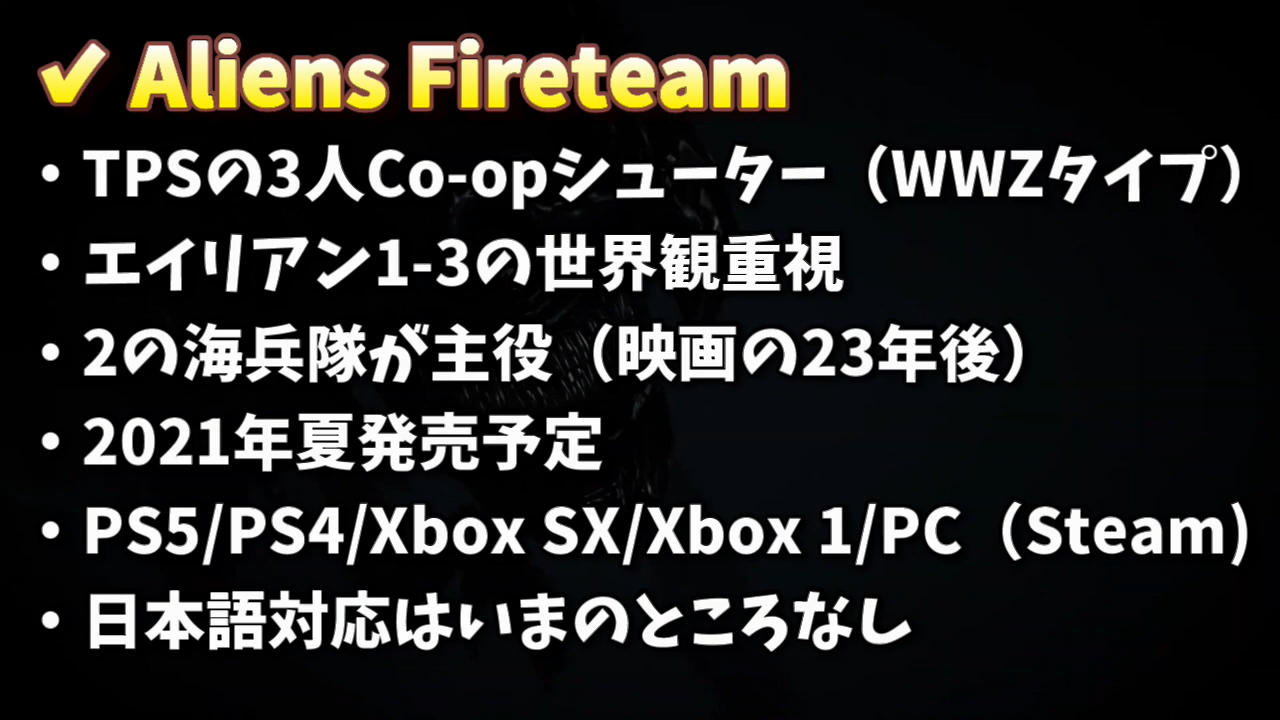 ✓ Aliens Fireteam
・TPSの3人Co-opシューター（WWZタイプ）
・エイリアン1-3の世界観重視
・2の海兵隊が主役（映画の23年後）
・2021年夏発売予定
・PS5/PS4/Xbox SX/Xbox 1/PC（Steam)
・日本語対応はいまのところなし